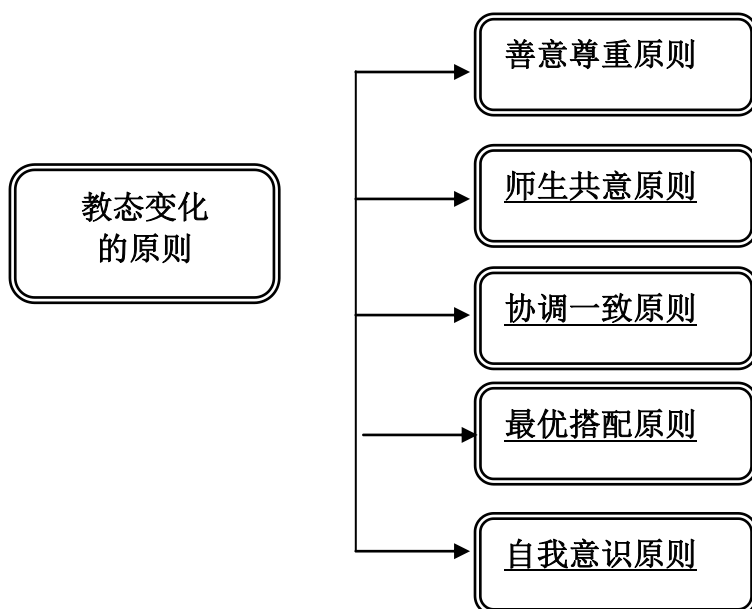 善意尊重原则
师生共意原则
教态变化
的原则
协调一致原则
最优搭配原则
自我意识原则